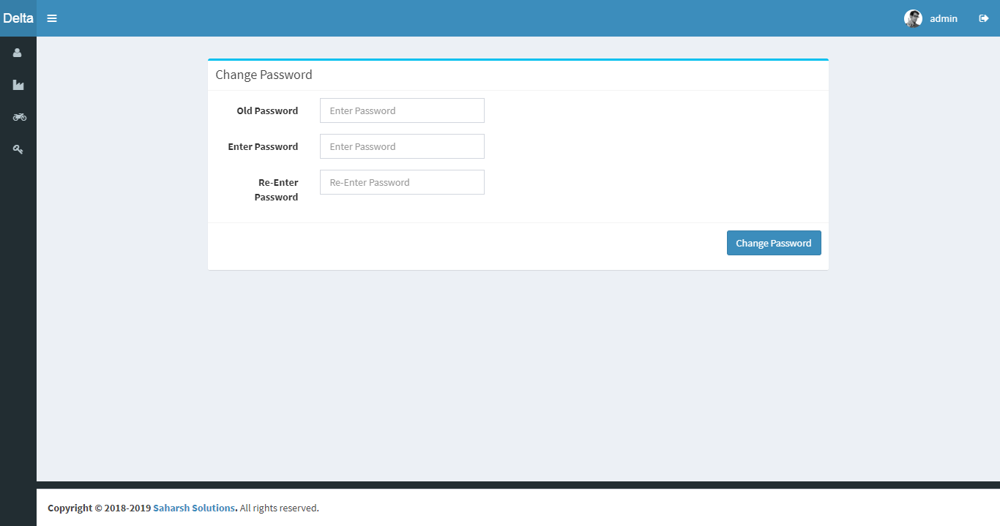 Delta
admin
Change Password
Old Password
Enter Password
Enter Password
Enter Password
Re-Enter
Password
Re-Enter Password
Change Password
Copyright © 2018-2019 Saharsh Solutions. All rights reserved.